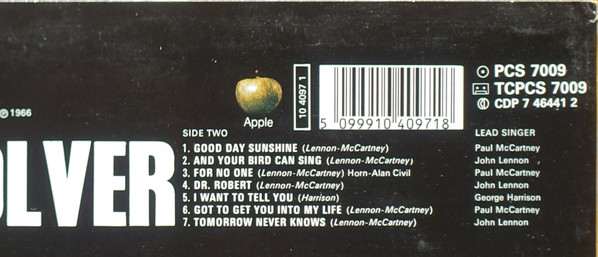 PCS 7009
TCPCS 7009
CDP 7 46441 2
10 4097 1
℗ 1966
Apple
5 099910 409718
OLVER
SIDE TWO LEAD SINGER
1. GOOD DAY SUNSHINE (Lennon-McCartney) Paul McCartney
2. AND YOUR BIRD CAN SING (Lennon-McCartney) John Lennon
3. FOR NO ONE (Lennon-McCartney) Horn-Alan Civil Paul McCartney
4. DR. ROBERT (Lennon-McCartney) John Lennon
5. I WANT TO TELL YOU (Harrison) George Harrison
6. GOT TO GET YOU INTO MY LIFE (Lennon-McCartney) Paul McCartney
7. TOMORROW NEVER KNOWS (Lennon-McCartney) John Lennon